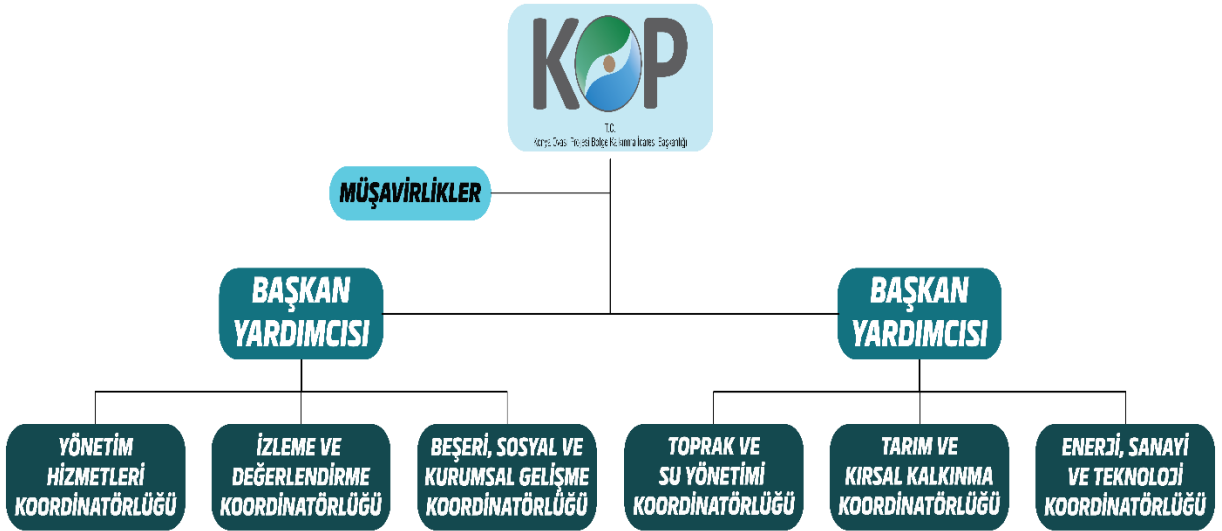 KOP
T.C.
Konya Ovası Projesi Bölge Kalkınma İdaresi Başkanlığı
MÜŞAVİRLİKLER
BAŞKAN
YARDIMCISI
BAŞKAN
YARDIMCISI
YÖNETİM
HİZMETLERİ
KOORDİNATÖRLÜĞÜ
İZLEME VE
DEĞERLENDİRME
KOORDİNATÖRLÜĞÜ
BEŞERİ, SOSYAL VE
KURUMSAL GELİŞME
KOORDİNATÖRLÜĞÜ
TOPRAK VE
SU YÖNETİMİ
KOORDİNATÖRLÜĞÜ
TARIM VE
KIRSAL KALKINMA
KOORDİNATÖRLÜĞÜ
ENERJİ, SANAYİ
VE TEKNOLOJİ
KOORDİNATÖRLÜĞÜ